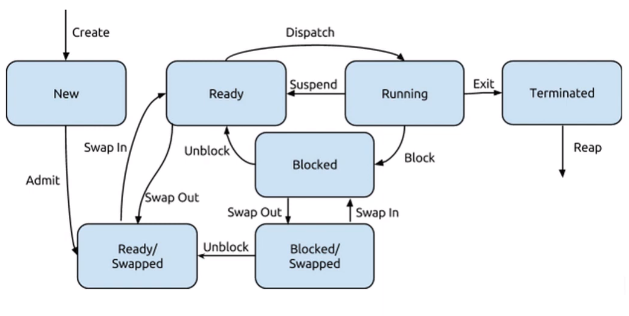 Create
Dispatch
New
Ready
Suspend
Running
Exit
Terminated
Swap In
Unblock
Blocked
Block
Reap
Admit
Swap Out
Swap Out
Swap In
Ready/
Swapped
Unblock
Blocked/
Swapped